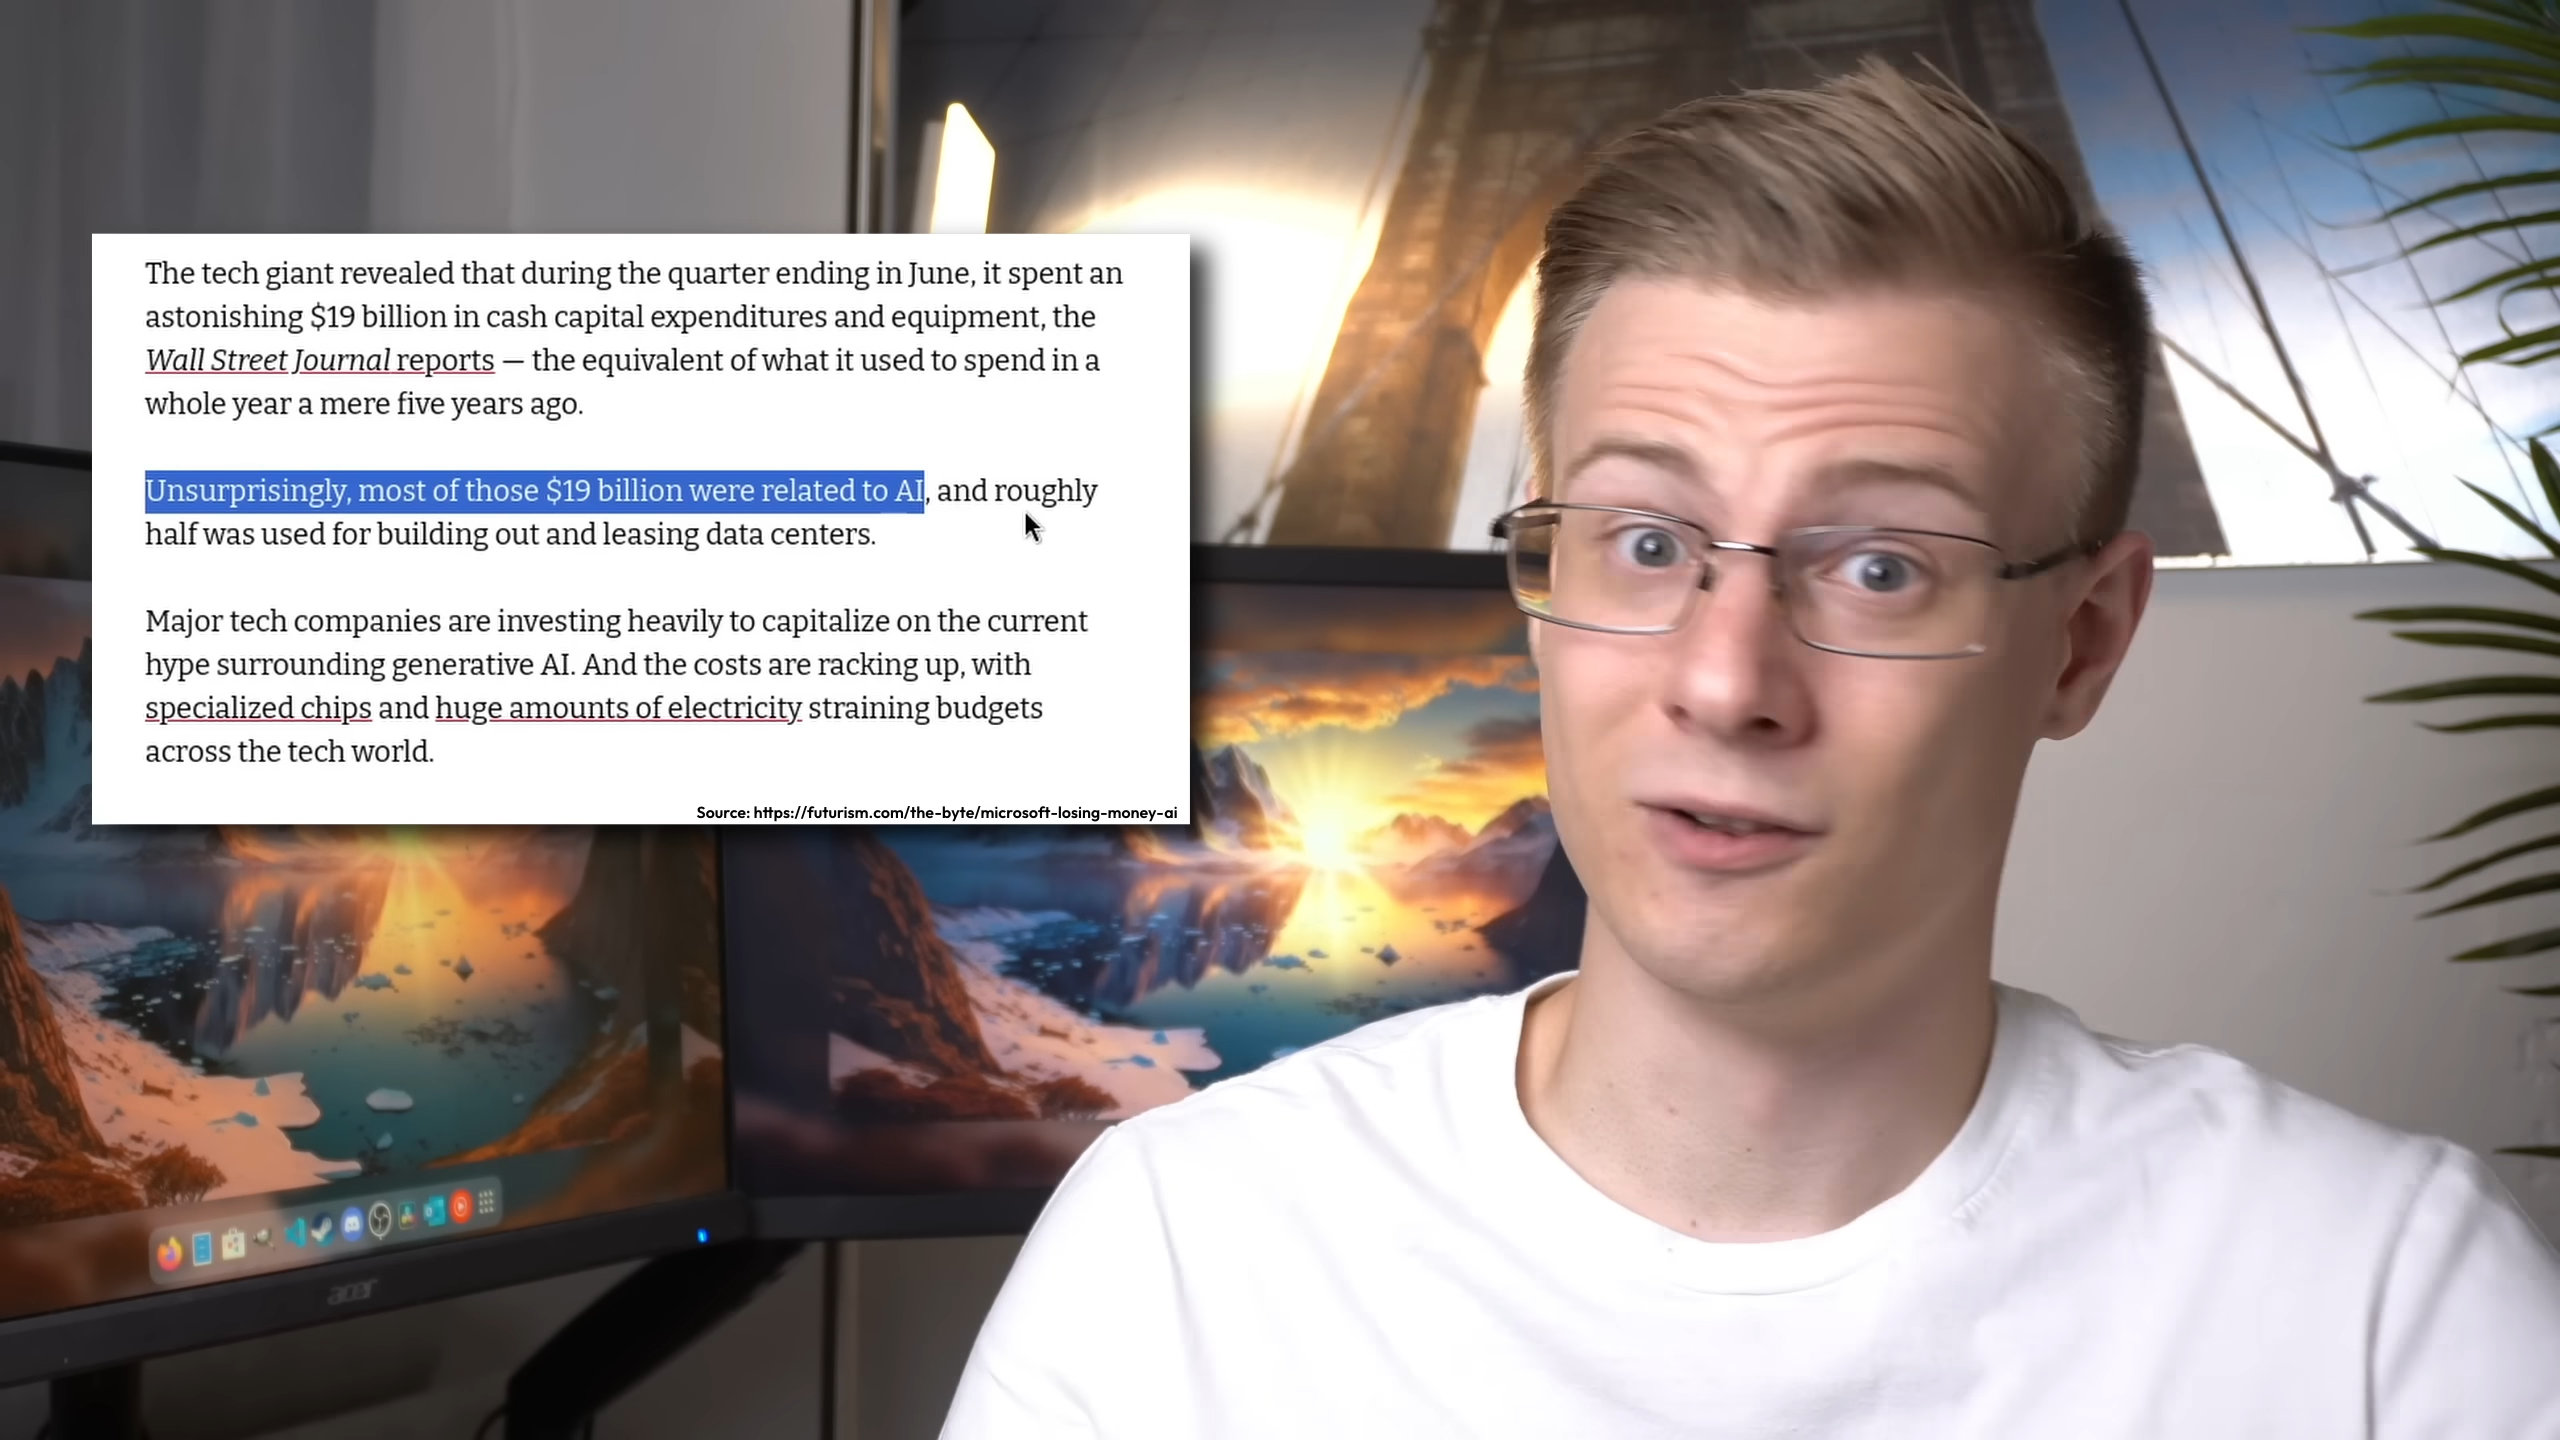 The tech giant revealed that during the quarter ending in June, it spent an
astonishing $19 billion in cash capital expenditures and equipment, the
Wall Street Journal reports — the equivalent of what it used to spend in a
whole year a mere five years ago.
Unsurprisingly, most of those $19 billion were related to AI, and roughly
half was used for building out and leasing data centers.
Major tech companies are investing heavily to capitalize on the current
hype surrounding generative AI. And the costs are racking up, with
specialized chips and huge amounts of electricity straining budgets
across the tech world.
Source: https://futurism.com/the-byte/microsoft-losing-money-ai
acer